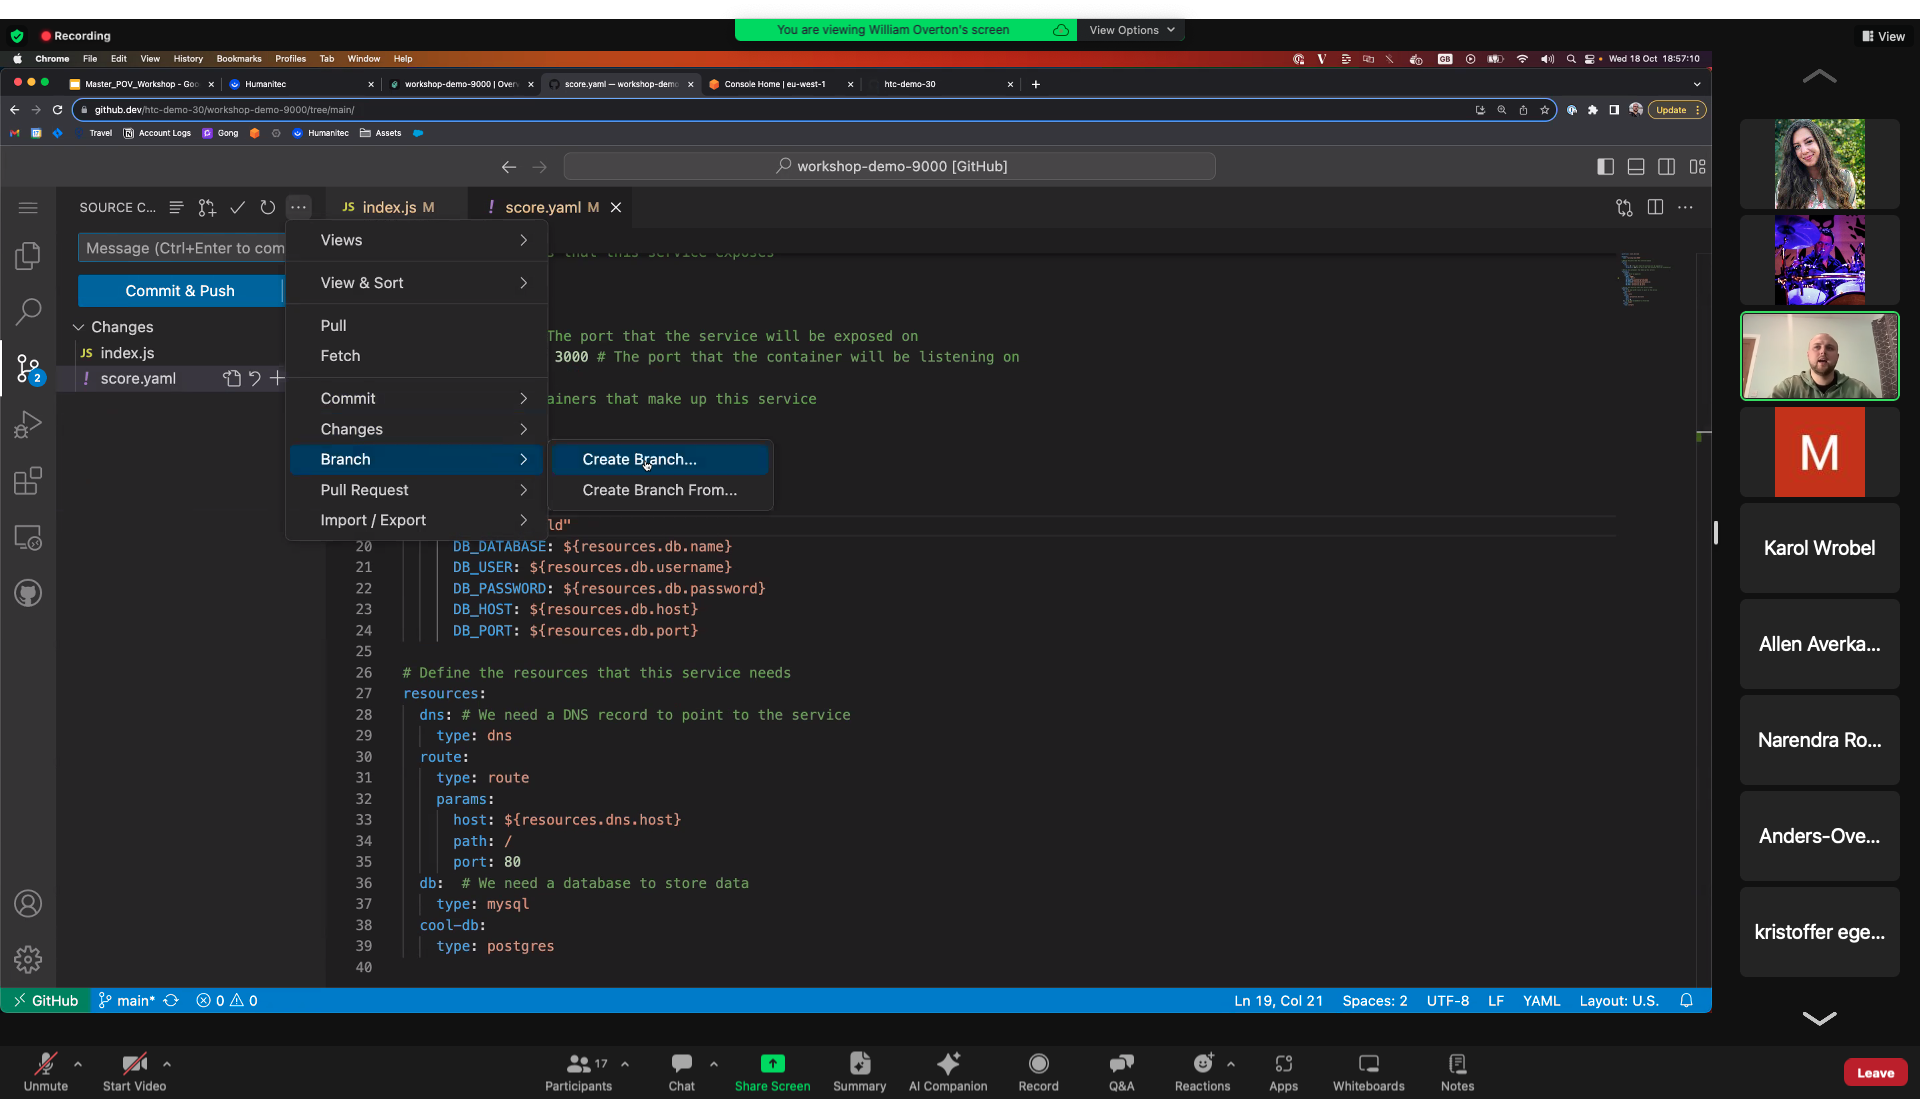 You are viewing William Overton's screen
View Options
Recording
View
Chrome File Edit View History Bookmarks Profiles Tab Window Help
GB
Wed 18 Oct 18:57:10
Master_POV_Workshop - Goo
Humanitec
workshop-demo-9000 | Over
score.yaml — workshop-demo
Console Home | eu-west-1
htc-demo-30
github.dev/htc-demo-30/workshop-demo-9000/tree/main/
Update
Travel
Account Logs
Gong
Humanitec
Assets
workshop-demo-9000 [GitHub]
SOURCE C...
JS index.js M
! score.yaml M
Message (Ctrl+Enter to com
Commit & Push
Changes
JS index.js
! score.yaml
2
Views
View & Sort
Pull
Fetch
Commit
Changes
Branch
Pull Request
Import / Export
Create Branch...
Create Branch From...
that this service exposes
The port that the service will be exposed on
3000 # The port that the container will be listening on
ainers that make up this service
ld"
20 DB_DATABASE: ${resources.db.name}
21 DB_USER: ${resources.db.username}
22 DB_PASSWORD: ${resources.db.password}
23 DB_HOST: ${resources.db.host}
24 DB_PORT: ${resources.db.port}
25
26 # Define the resources that this service needs
27 resources:
28 dns: # We need a DNS record to point to the service
29 type: dns
30 route:
31 type: route
32 params:
33 host: ${resources.dns.host}
34 path: /
35 port: 80
36 db: # We need a database to store data
37 type: mysql
38 cool-db:
39 type: postgres
40
GitHub
main*
0 0
Ln 19, Col 21
Spaces: 2
UTF-8
LF
YAML
Layout: U.S.
M
Karol Wrobel
Allen Averka...
Narendra Ro...
Anders-Ove...
kristoffer ege...
Unmute
Start Video
17
Participants
Chat
Share Screen
Summary
AI Companion
Record
Q&A
Reactions
Apps
Whiteboards
Notes
Leave